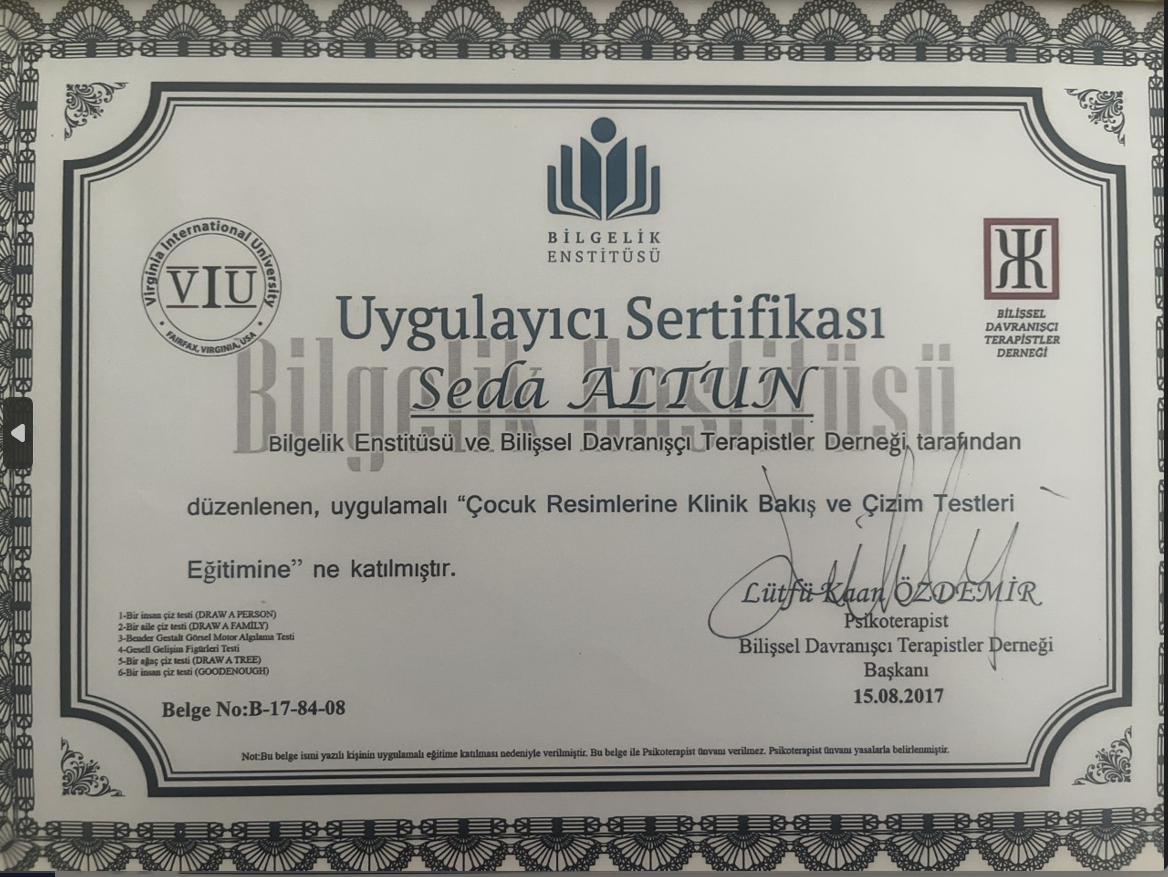 BİLGELİK
ENSTİTÜSÜ
Virginia International University
VIU
FAIRFAX, VIRGINIA, USA
BİLİŞSEL
DAVRANIŞÇI
TERAPİSTLER
DERNEĞİ
Uygulayıcı Sertifikası
Bilgelik Enstitüsü
Seda ALTUN
Bilgelik Enstitüsü ve Bilişsel Davranışçı Terapistler Derneği, tarafından
düzenlenen, uygulamalı “Çocuk Resimlerine Klinik Bakış ve Çizim Testleri
Eğitimine” ne katılmıştır.
1-Bir insan çiz testi (DRAW A PERSON)
2-Bir aile çiz testi (DRAW A FAMILY)
3-Bender Gestalt Görsel Motor Algılama Testi
4-Gesell Gelişim Figürleri Testi
5-Bir ağaç çiz testi (DRAW A TREE)
6-Bir insan çiz testi (GOODENOUGH)
Belge No:B-17-84-08
Lütfü Kaan ÖZDEMİR
Psikoterapist
Bilişsel Davranışcı Terapistler Derneği
Başkanı
15.08.2017
Not:Bu belge ismi yazılı kişinin uygulamalı eğitime katılması nedeniyle verilmiştir. Bu belge ile Psikoterapist ünvanı verilmez. Psikoterapist ünvanı yasalarla belirlenmiştir.